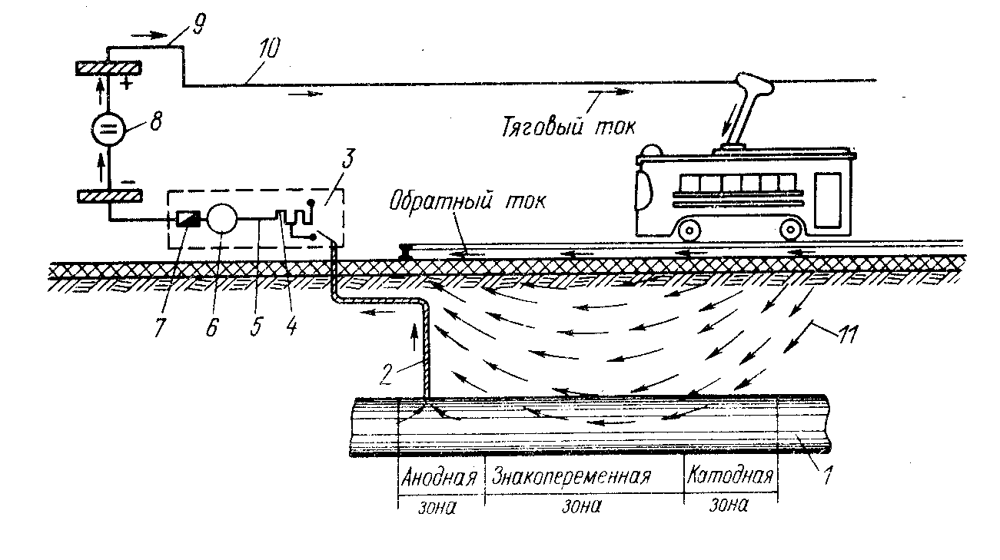 9
10
+
8
Тяговый ток
3
–
Обратный ток
7 6 5 4
11
2
1
Анодная Знакопеременная Катодная
зона зона зона